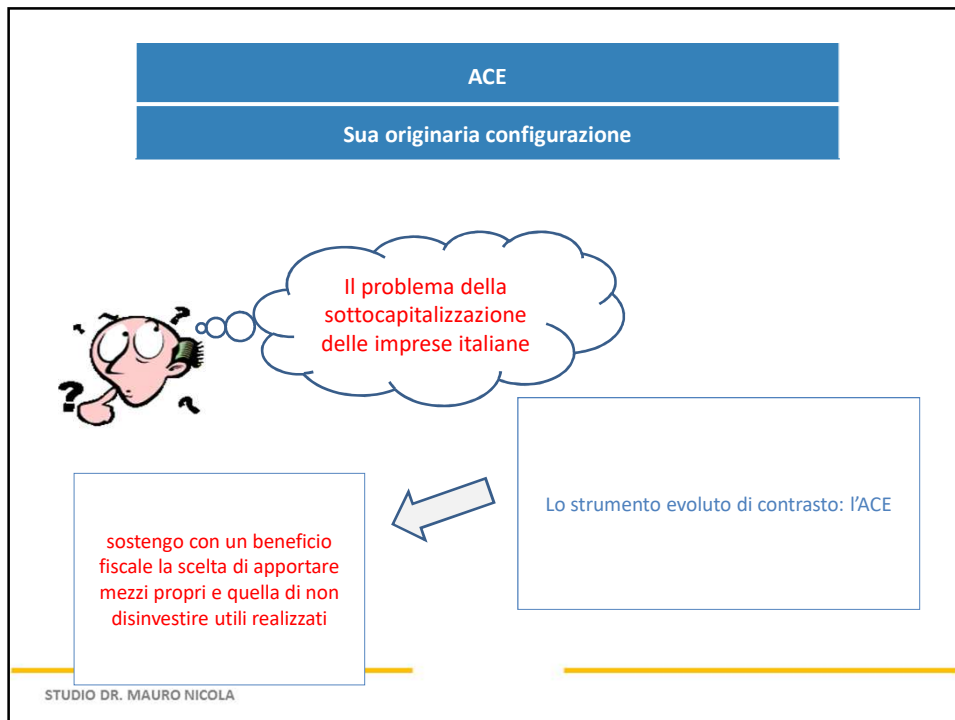 ACE
Sua originaria configurazione
Il problema della
sottocapitalizzazione
delle imprese italiane
?
?
?
?
Lo strumento evoluto di contrasto: l’ACE
sostengo con un beneficio
fiscale la scelta di apportare
mezzi propri e quella di non
disinvestire utili realizzati
STUDIO DR. MAURO NICOLA